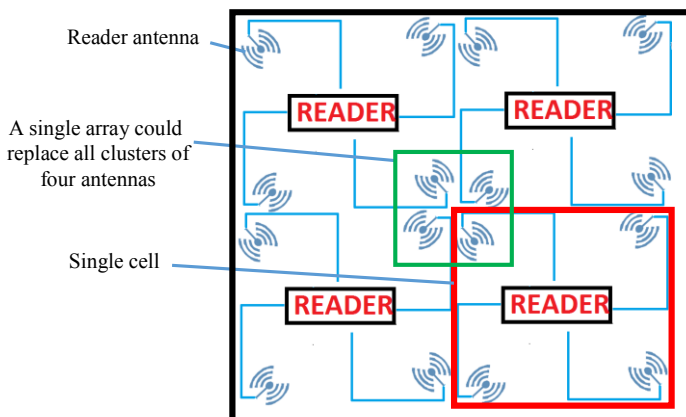 Reader antenna
READER
READER
A single array could
replace all clusters of
four antennas
Single cell
READER
READER